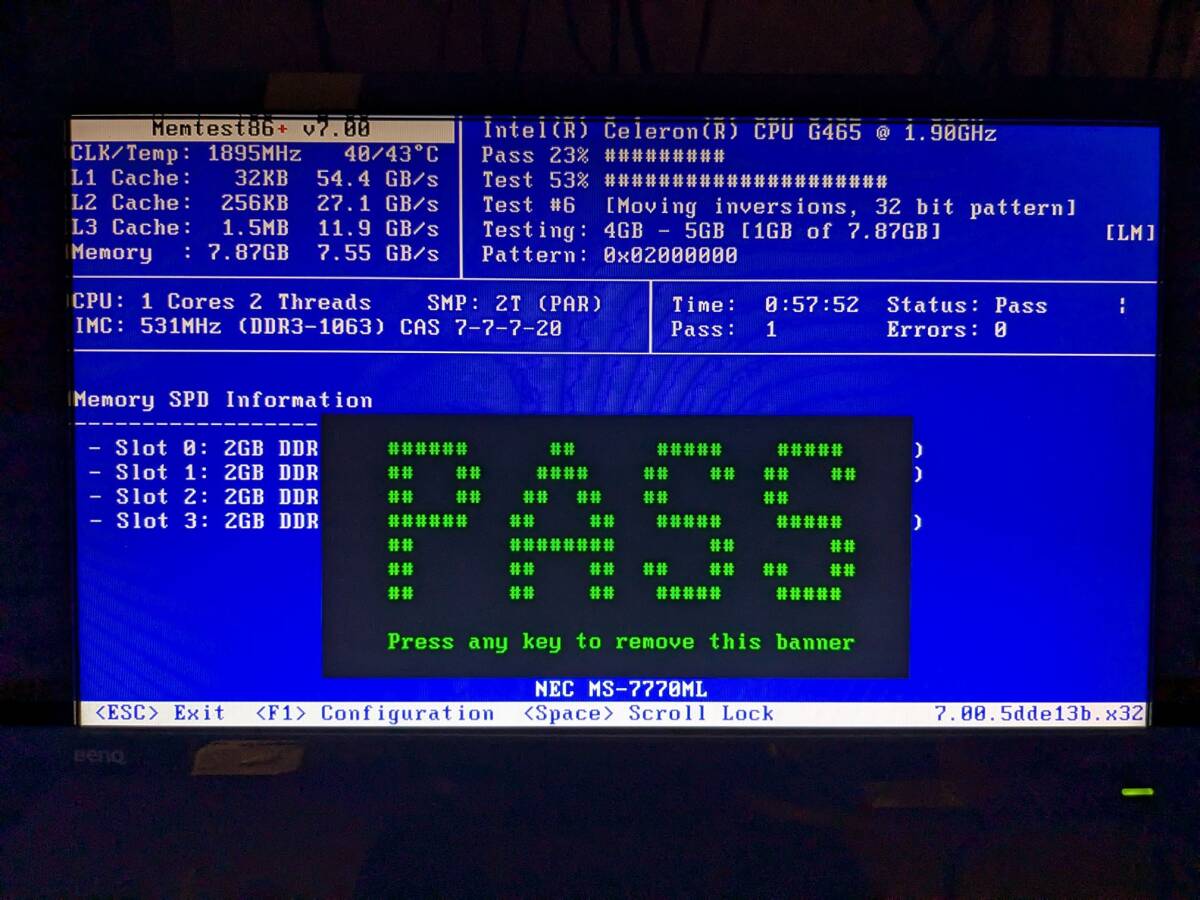 Memtest86+ v7.00
CLK/Temp: 1895MHz 40/43°C
L1 Cache: 32KB 54.4 GB/s
L2 Cache: 256KB 27.1 GB/s
L3 Cache: 1.5MB 11.9 GB/s
Memory : 7.87GB 7.55 GB/s
Intel(R) Celeron(R) CPU G465 @ 1.90GHz
Pass 23% #########
Test 53% #####################
Test #6 [Moving inversions, 32 bit pattern]
Testing: 4GB - 5GB [1GB of 7.87GB] [LM]
Pattern: 0x02000000
CPU: 1 Cores 2 Threads SMP: 2T (PAR)
IMC: 531MHz (DDR3-1063) CAS 7-7-7-20
Time: 0:57:52 Status: Pass ¦
Pass: 1 Errors: 0
Memory SPD Information
- Slot 0: 2GB DDR )
- Slot 1: 2GB DDR )
- Slot 2: 2GB DDR
- Slot 3: 2GB DDR )
PASS
Press any key to remove this banner
NEC MS-7770ML
<ESC> Exit <F1> Configuration <Space> Scroll Lock 7.00.5dde13b.x32
BenQ